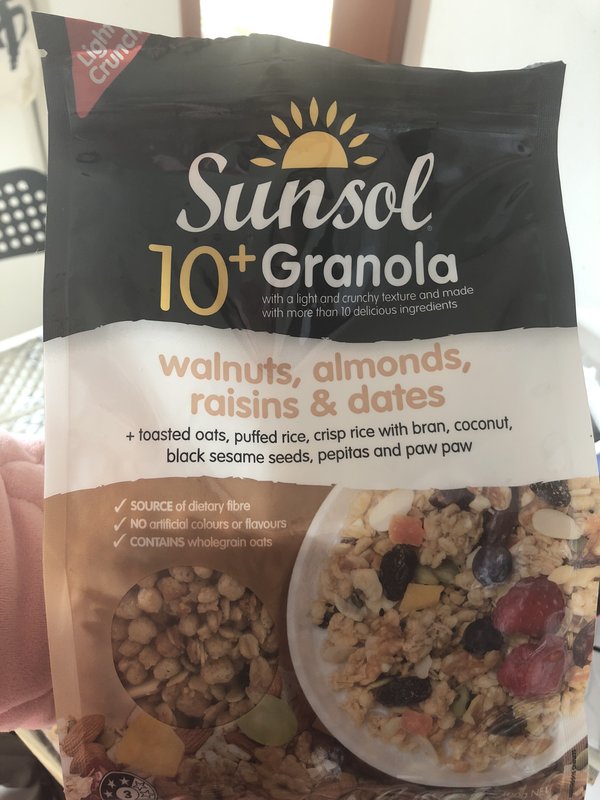 Light
Crunch
Sunsol
10+ Granola
with a light and crunchy texture and made
with more than 10 delicious ingredients
walnuts, almonds,
raisins & dates
+ toasted oats, puffed rice, crisp rice with bran, coconut,
black sesame seeds, pepitas and paw paw
✓ SOURCE of dietary fibre
✓ NO artificial colours or flavours
✓ CONTAINS wholegrain oats
3